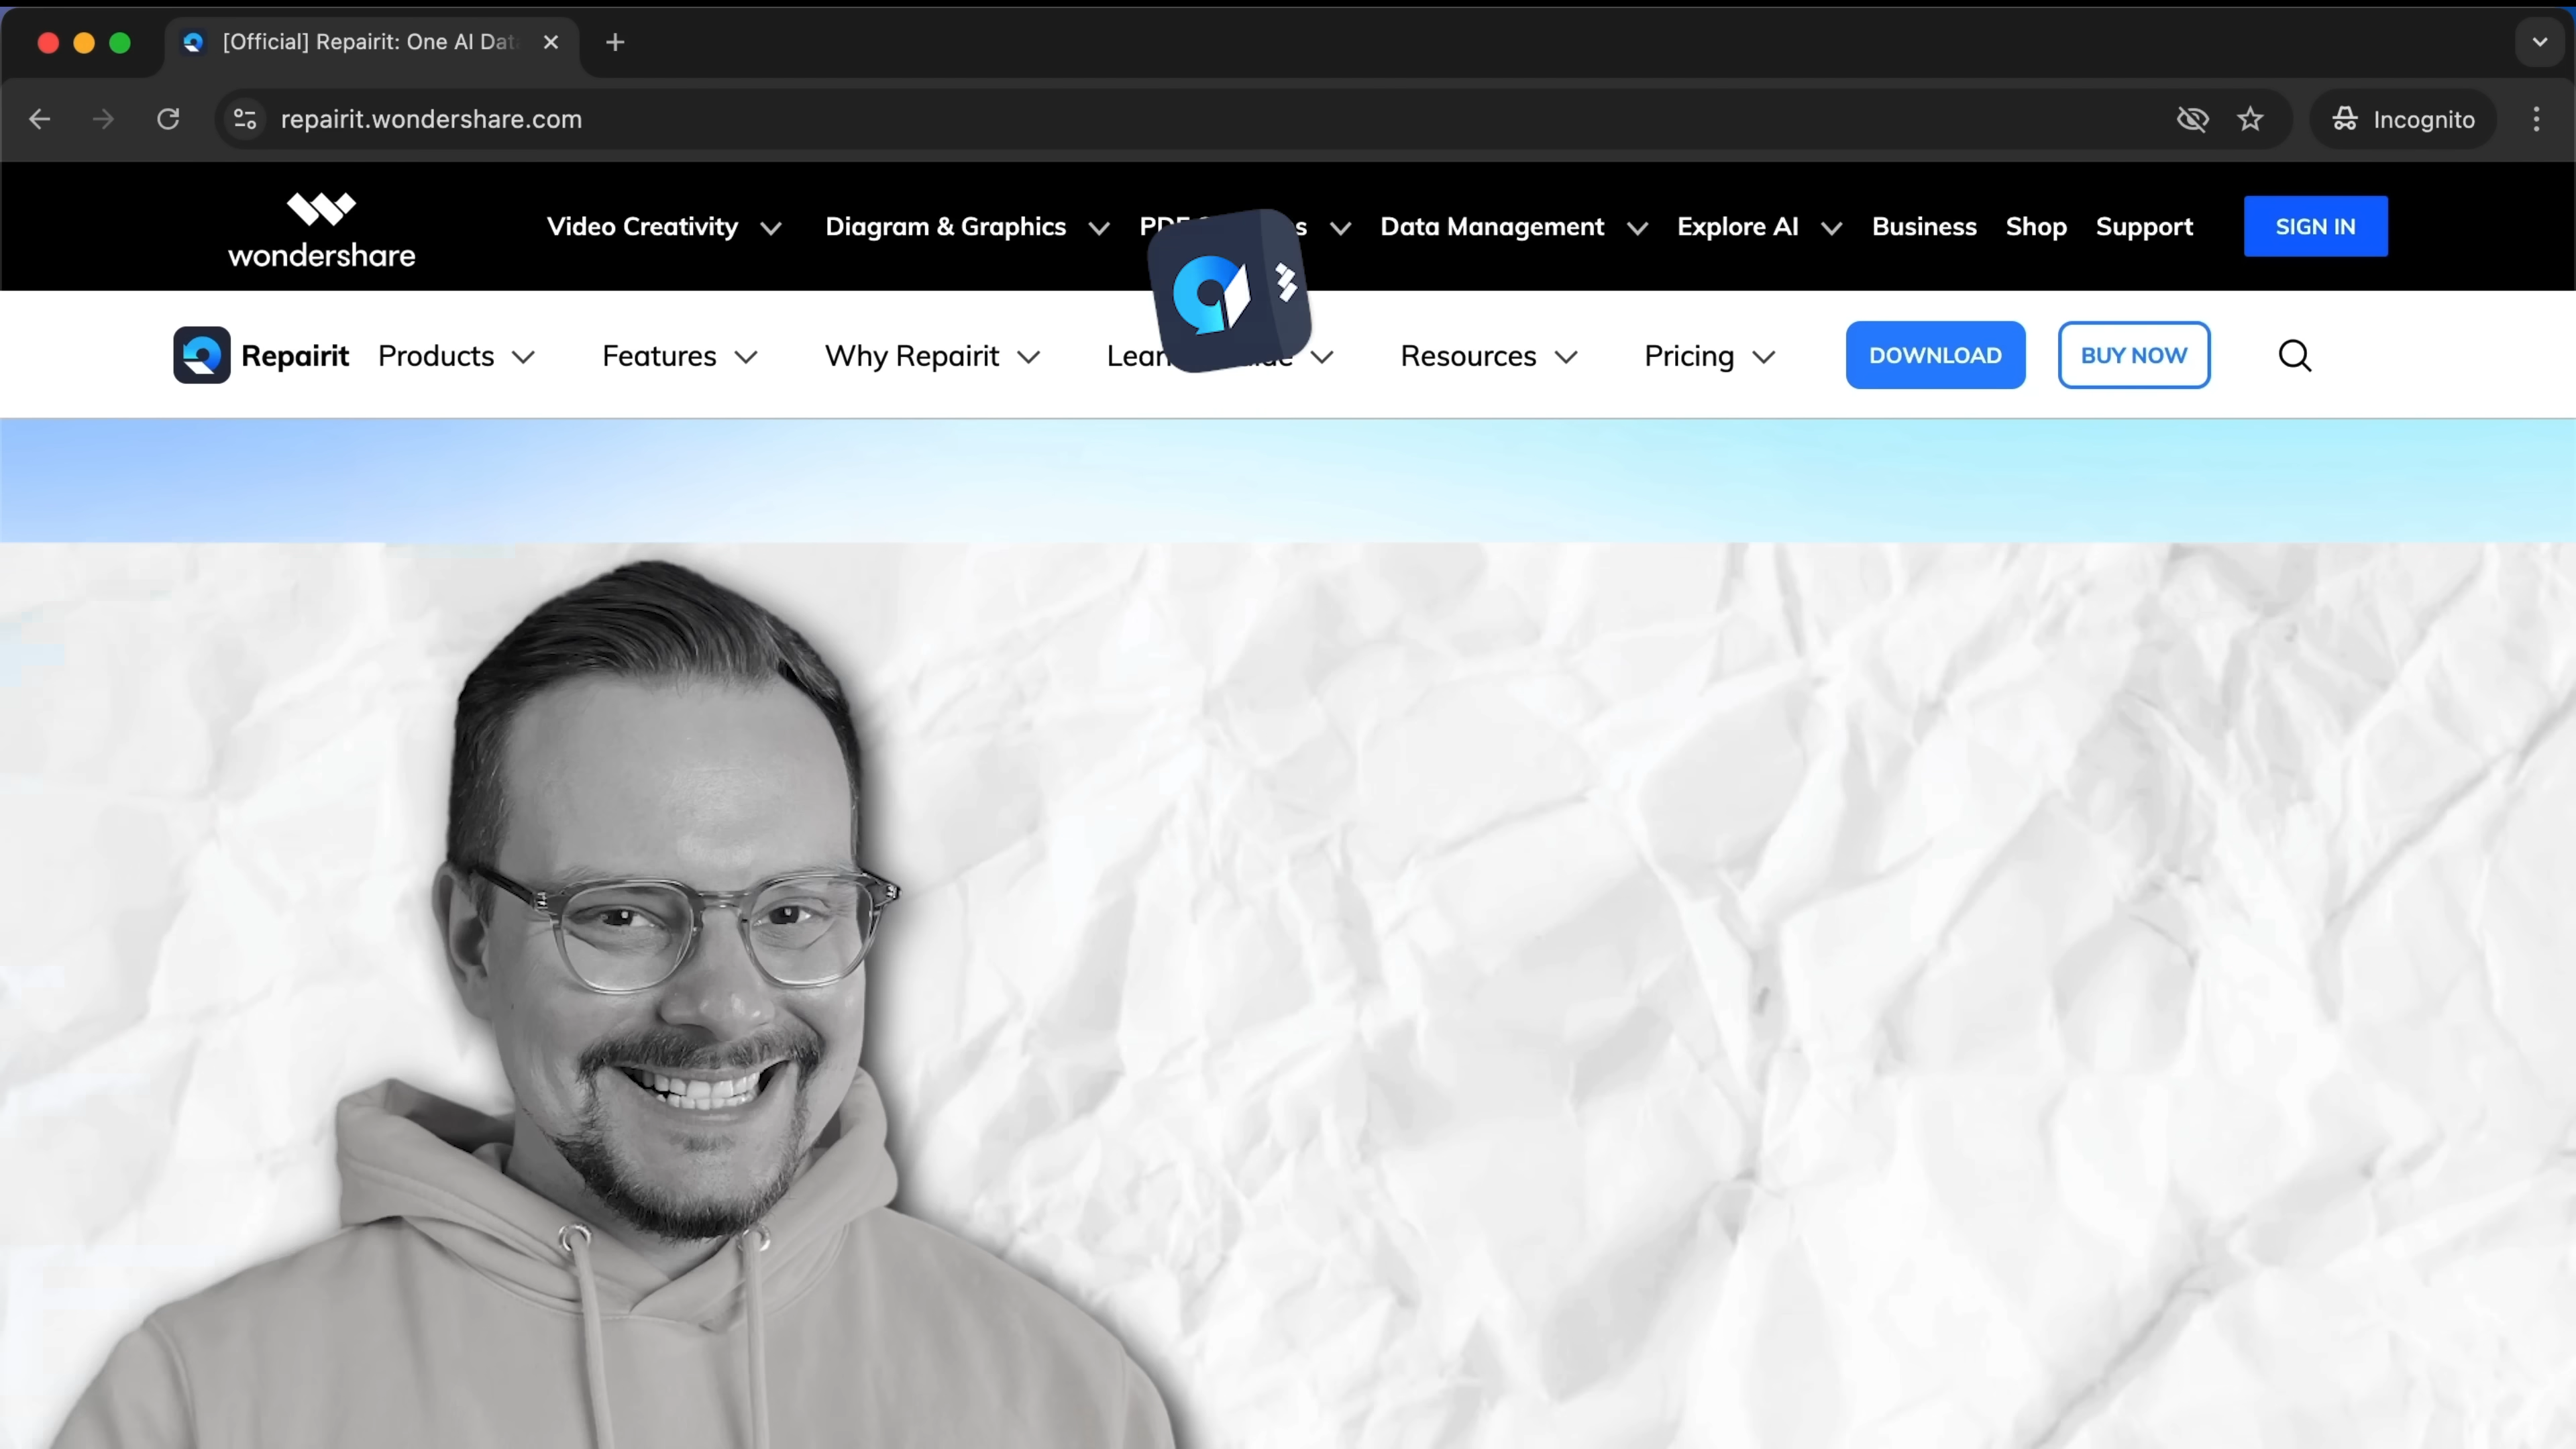 [Official] Repairit: One AI Dat
repairit.wondershare.com
Incognito
wondershare
Video Creativity
Diagram & Graphics
Data Management
Explore AI
Business
Shop
Support
SIGN IN
Repairit
Products
Features
Why Repairit
Resources
Pricing
DOWNLOAD
BUY NOW